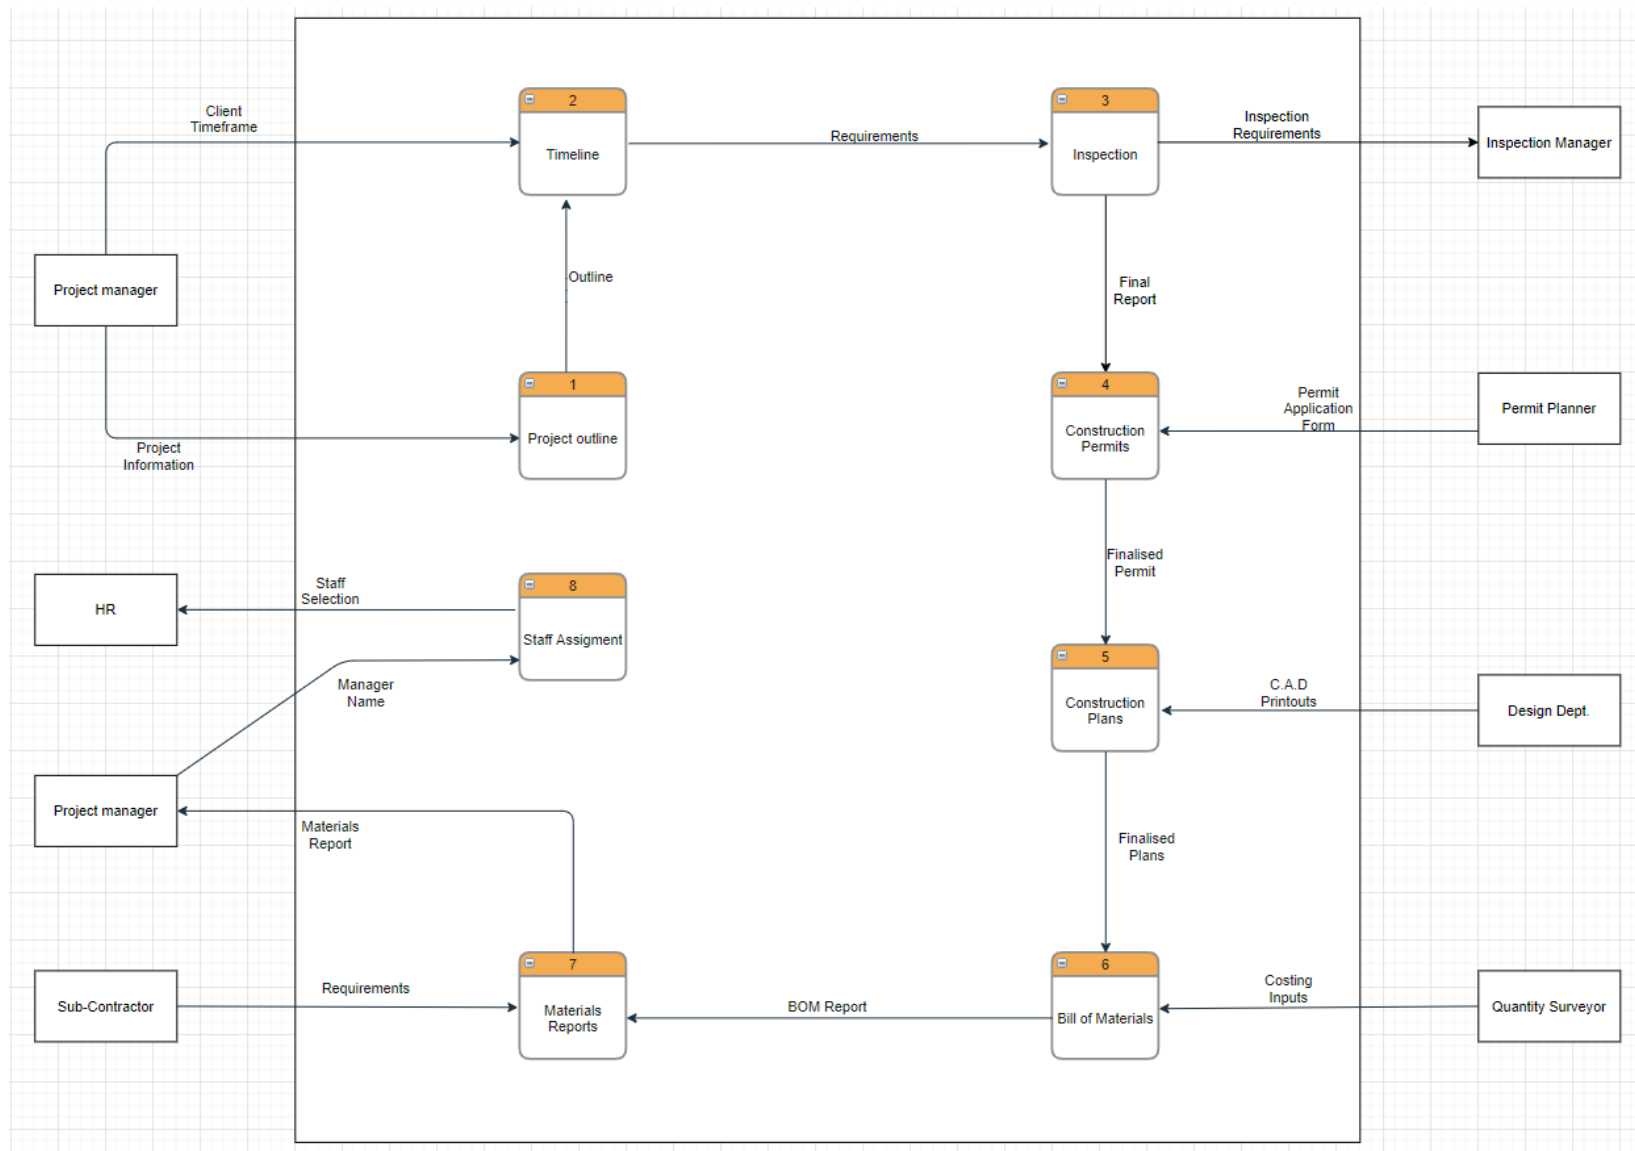 Client
Timeframe
2
Timeline
Requirements
3
Inspection
Inspection
Requirements
Inspection Manager
Project manager
Outline
Final
Report
1
Project outline
Project
Information
4
Construction
Permits
Permit
Application
Form
Permit Planner
HR
Staff
Selection
8
Staff Assigment
Finalised
Permit
Manager
Name
5
Construction
Plans
C.A.D
Printouts
Design Dept.
Project manager
Materials
Report
Finalised
Plans
Sub-Contractor
Requirements
7
Materials
Reports
BOM Report
6
Bill of Materials
Costing
Inputs
Quantity Surveyor